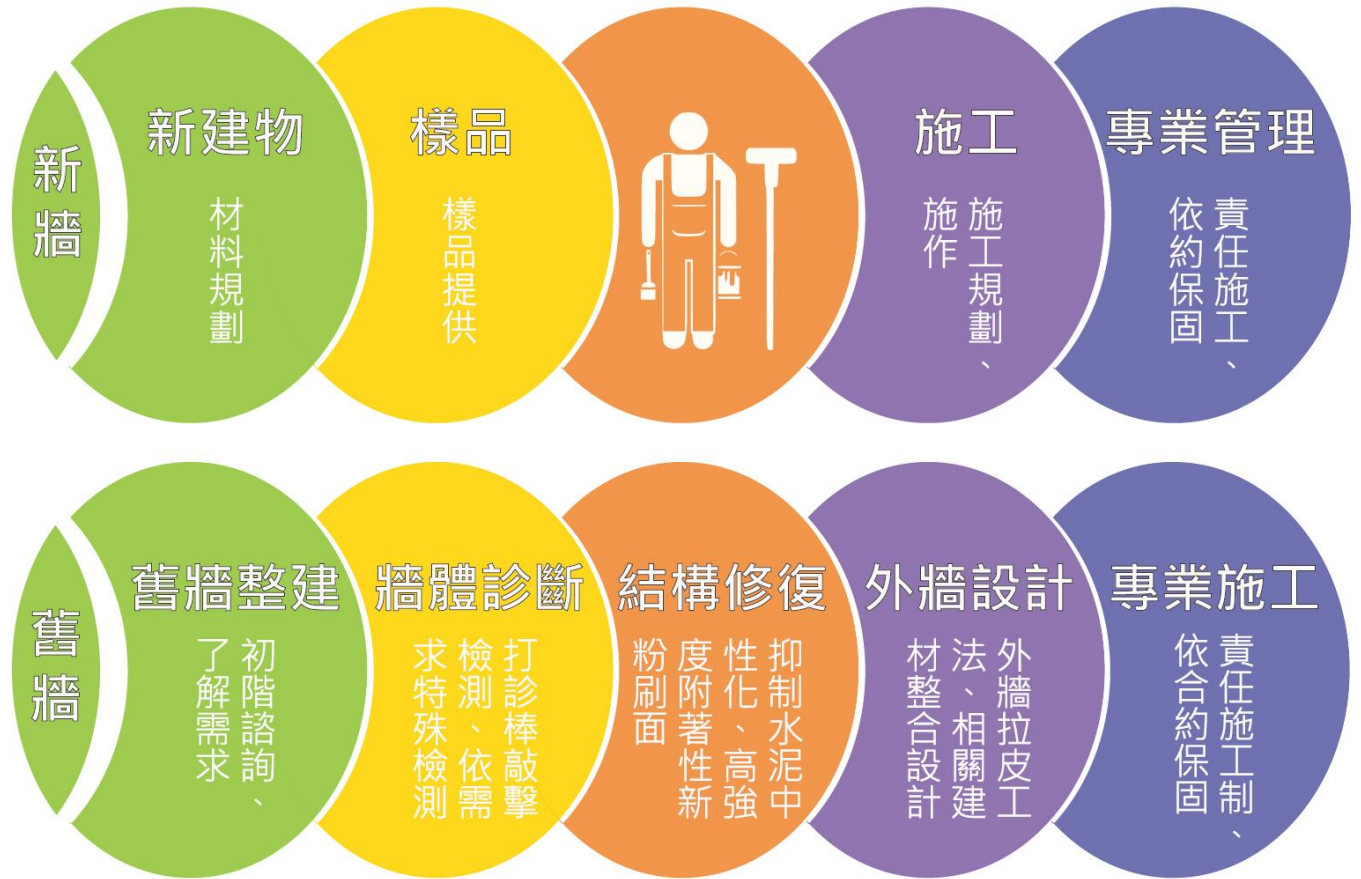 新牆
新建物
材料規劃
樣品
樣品提供
施工
施工規劃、
施作
專業管理
責任施工、
依約保固
舊牆
舊牆整建
初階諮詢、
了解需求
牆體診斷
打診棒敲擊
檢測、依需
求特殊檢測
結構修復
抑制水泥中
性化、高強
度附著性新
粉刷面
外牆設計
外牆拉皮工
法、相關建
材整合設計
專業施工
責任施工制、
依合約保固